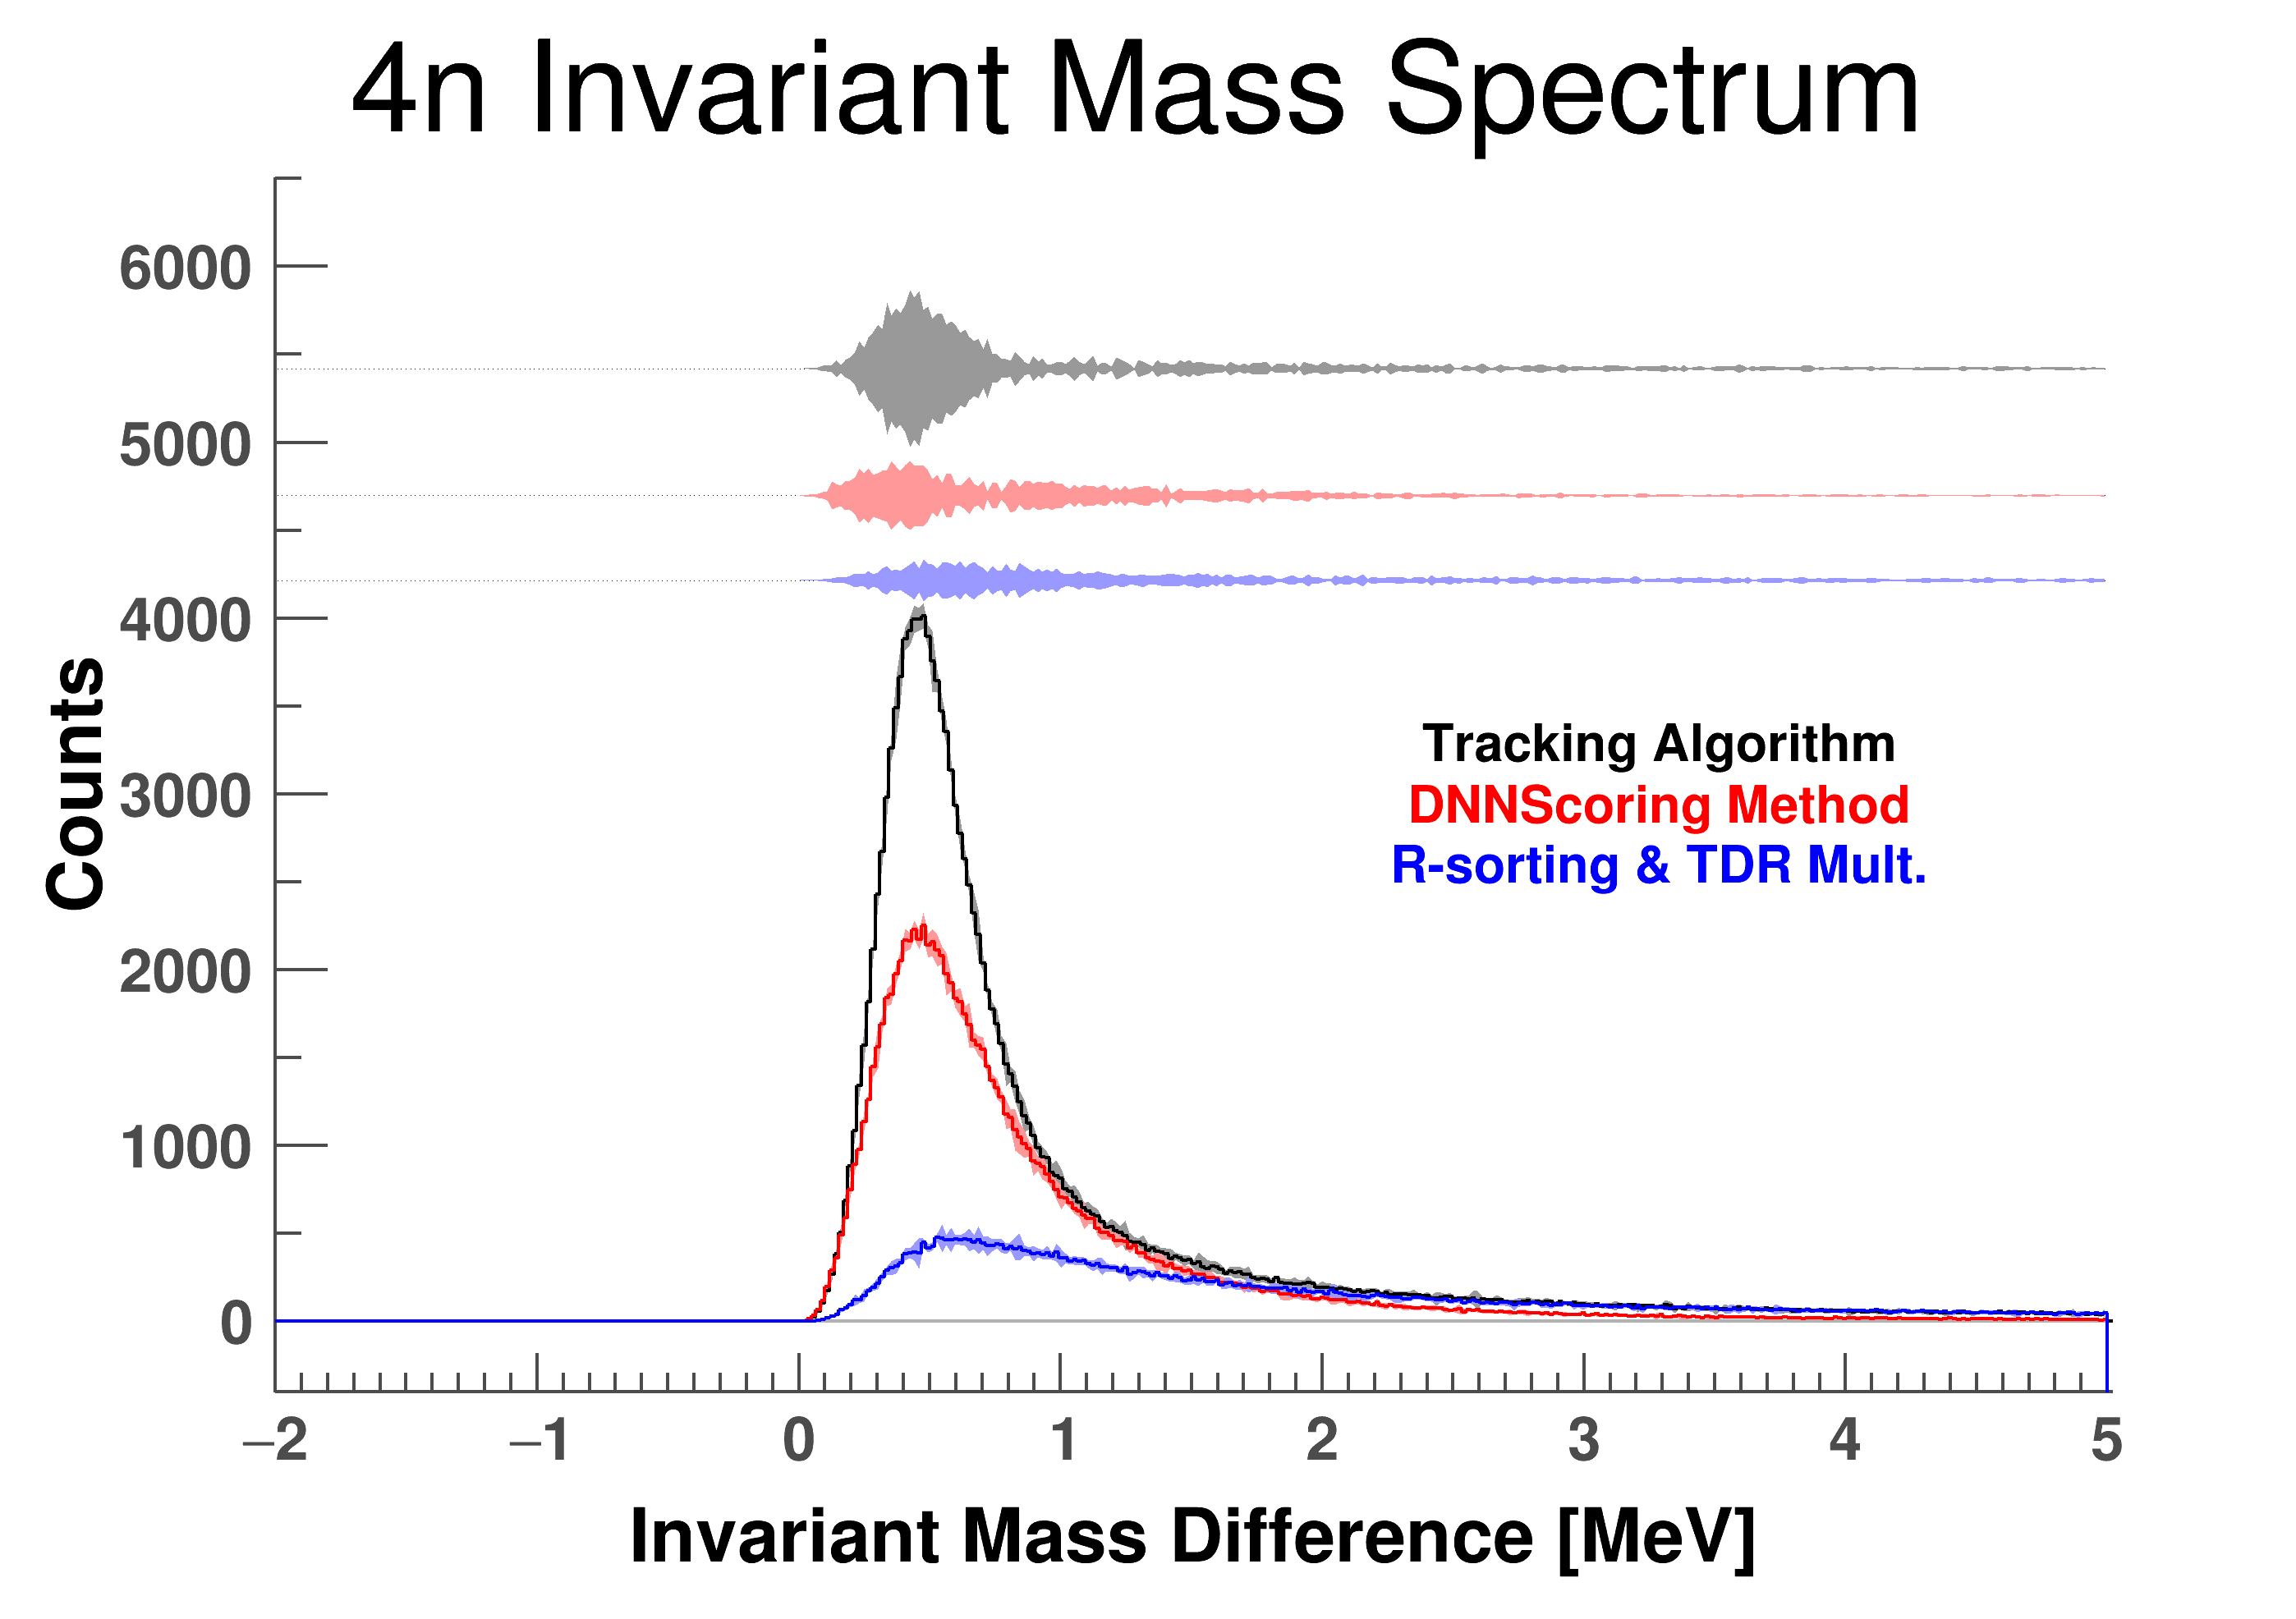 4n Invariant Mass Spectrum
6000
5000
4000
3000
2000
1000
0
Counts
Tracking Algorithm
DNNScoring Method
R-sorting & TDR Mult.
−2 −1 0 1 2 3 4 5
Invariant Mass Difference [MeV]